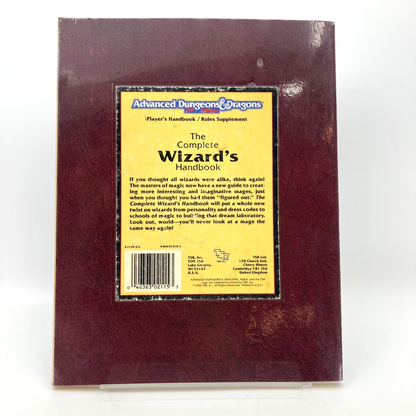 Advanced Dungeons & Dragons
Player's Handbook / Rules Supplement
The
Complete
Wizard's
Handbook
If you thought all wizards were alike, think again!
The masters of magic now have a new guide to creat-
ing more interesting and imaginative mages, just
when you thought you had them "figured out."
The Complete Wizard's Handbook will put a whole new
twist on wizards from personality and dress codes to
schools of magic to building that dream laboratory.
Look out, world—you'll never look at a mage the
same way again.
TSR, Inc.
POB 756
Lake Geneva,
WI 53147
U.S.A.
TSR Ltd.
120 Church End,
Cherry Hinton
Cambridge CB1 3LB
United Kingdom
0 46363 02115 3